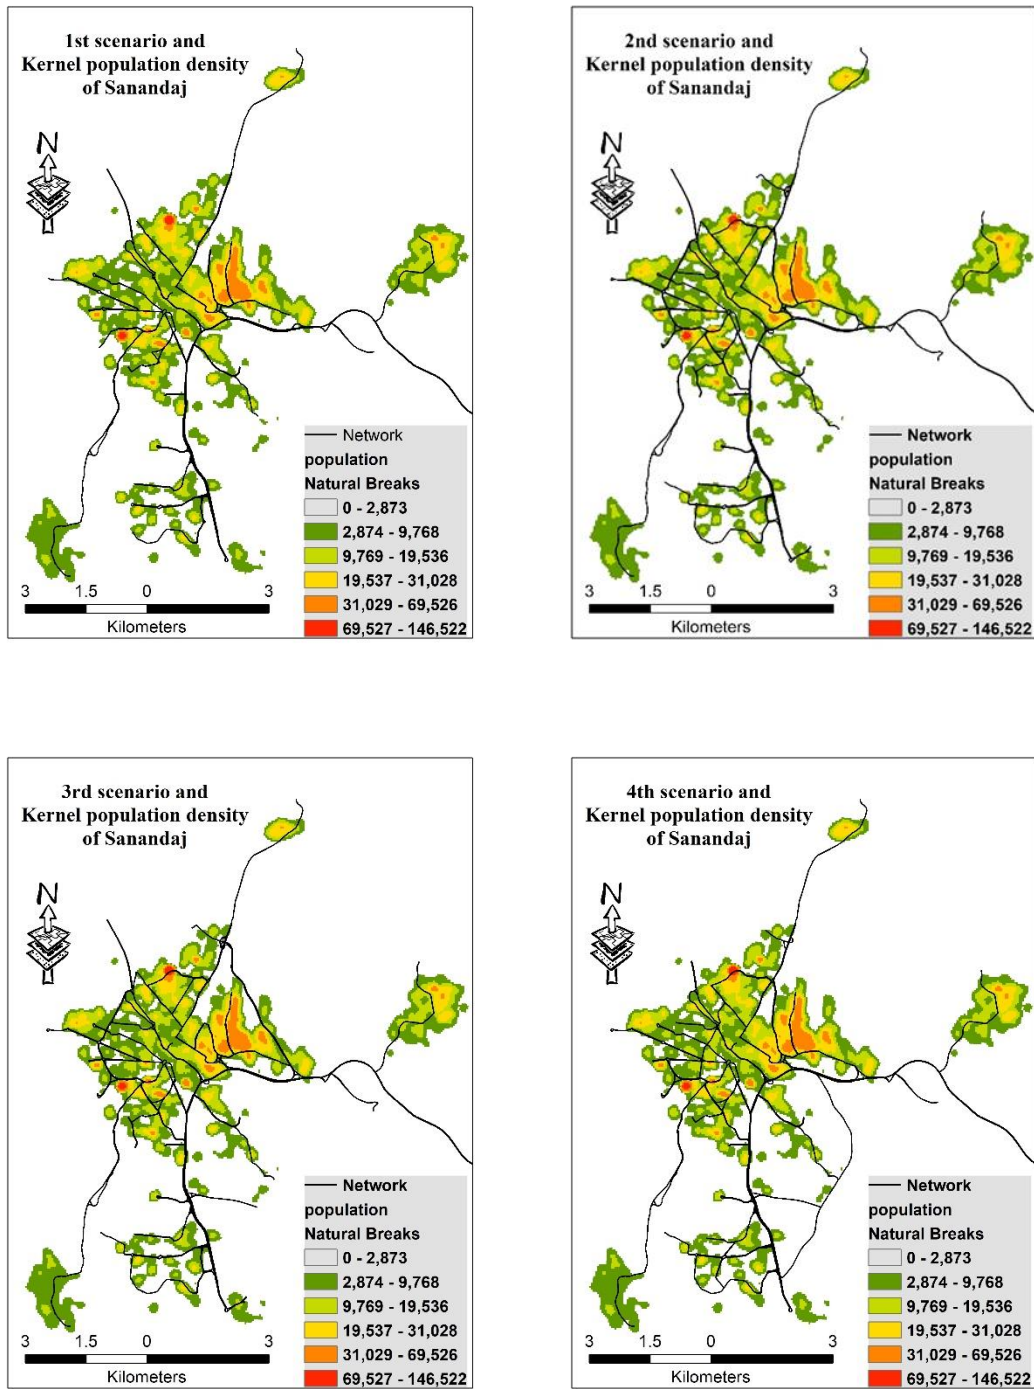 1st scenario and
Kernel population density
of Sanandaj
N
Network
population
Natural Breaks
0 - 2,873
2,874 - 9,768
9,769 - 19,536
19,537 - 31,028
31,029 - 69,526
69,527 - 146,522
3 1.5 0 3
Kilometers
2nd scenario and
Kernel population density
of Sanandaj
N
Network
population
Natural Breaks
0 - 2,873
2,874 - 9,768
9,769 - 19,536
19,537 - 31,028
31,029 - 69,526
69,527 - 146,522
3 1.5 0 3
Kilometers
3rd scenario and
Kernel population density
of Sanandaj
N
Network
population
Natural Breaks
0 - 2,873
2,874 - 9,768
9,769 - 19,536
19,537 - 31,028
31,029 - 69,526
69,527 - 146,522
3 1.5 0 3
Kilometers
4th scenario and
Kernel population density
of Sanandaj
N
Network
population
Natural Breaks
0 - 2,873
2,874 - 9,768
9,769 - 19,536
19,537 - 31,028
31,029 - 69,526
69,527 - 146,522
3 1.5 0 3
Kilometers